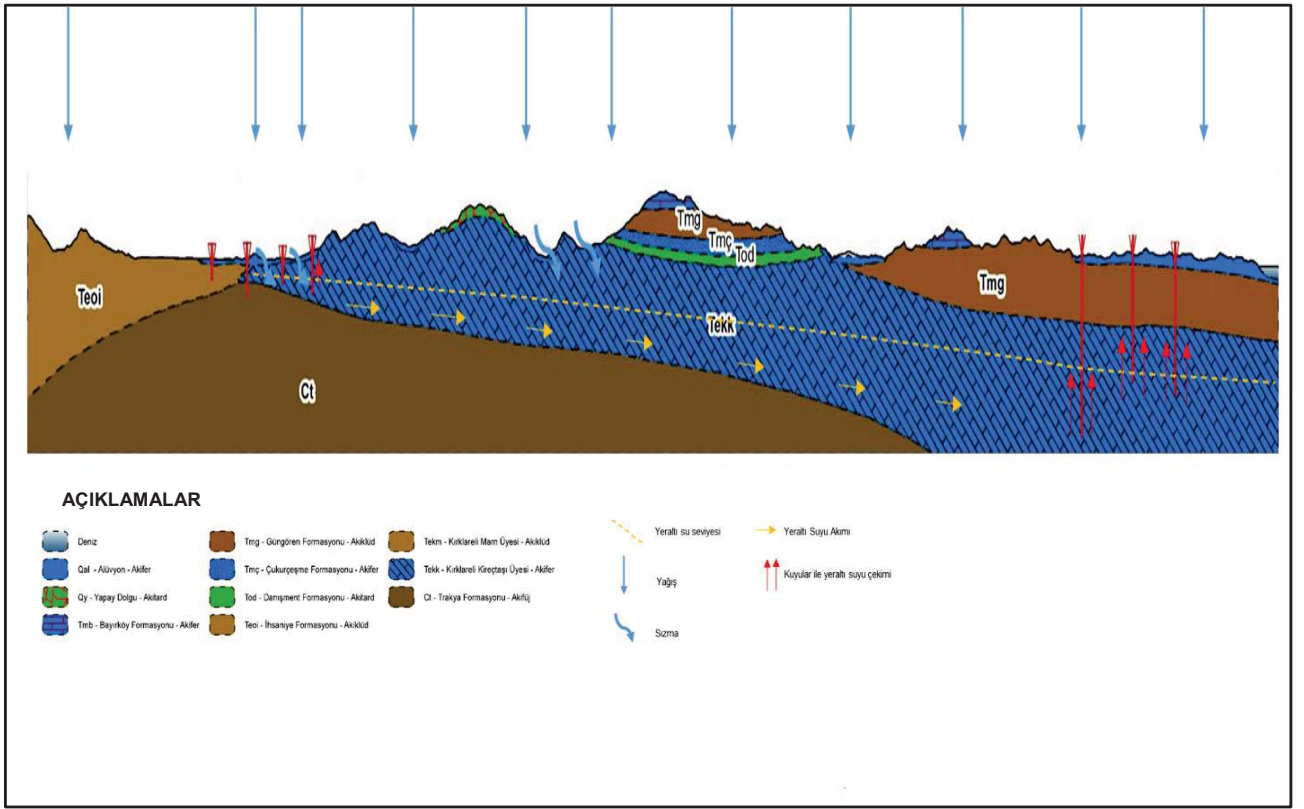 Tmg
Tmç
Tod
Teoi
Tmg
Tekk
Ct
AÇIKLAMALAR
Deniz
Qal - Alüvyon - Akifer
Qy - Yapay Dolgu - Akitard
Tmb - Bayırköy Formasyonu - Akifer
Tmg - Güngören Formasyonu - Akiklüd
Tmç - Çukurçeşme Formasyonu - Akifer
Tod - Danışment Formasyonu - Akitard
Teoi - İhsaniye Formasyonu - Akiklüd
Tekm - Kırklareli Marn Üyesi - Akiklüd
Tekk - Kırklareli Kireçtaşı Üyesi - Akifer
Ct - Trakya Formasyonu - Akifüj
Yeraltı su seviyesi
Yağış
Sızma
Yeraltı Suyu Akımı
Kuyular ile yeraltı suyu çekimi